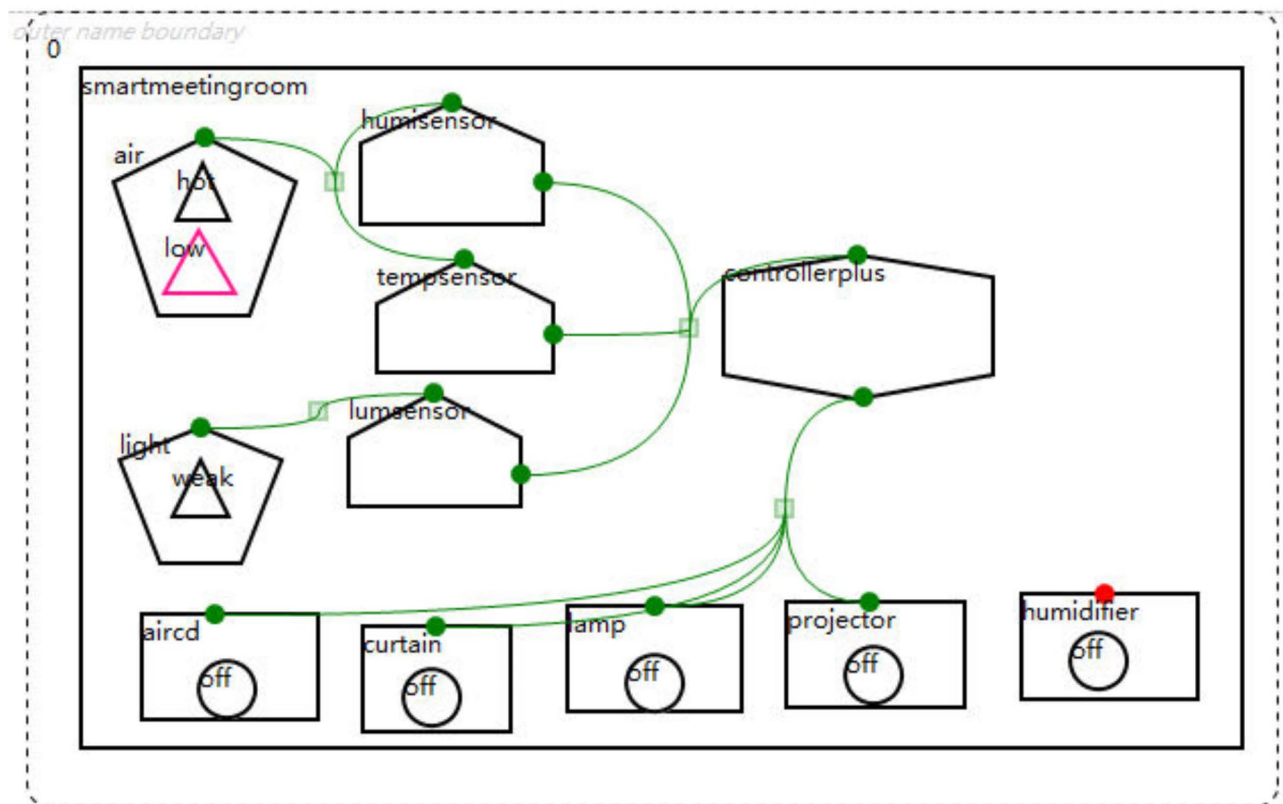 outer name boundary
0
smartmeetingroom
humisensor
air
hot
low
tempsensor
controllerplus
lumsensor
light
weak
aircd
off
curtain
off
lamp
off
projector
off
humidifier
off